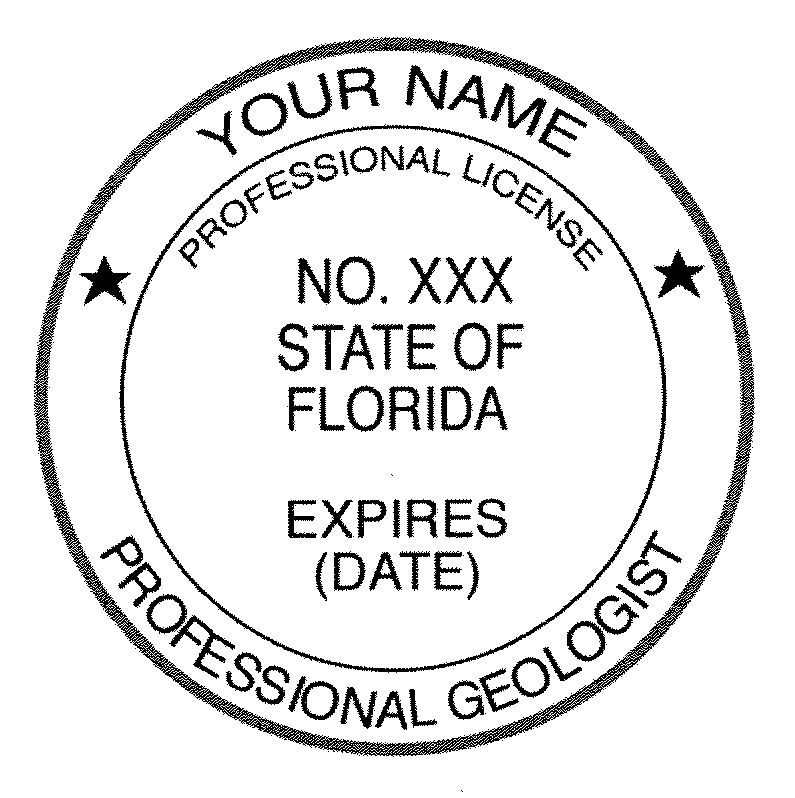 YOUR NAME
PROFESSIONAL LICENSE
NO. XXX
STATE OF
FLORIDA
EXPIRES
(DATE)
PROFESSIONAL GEOLOGIST